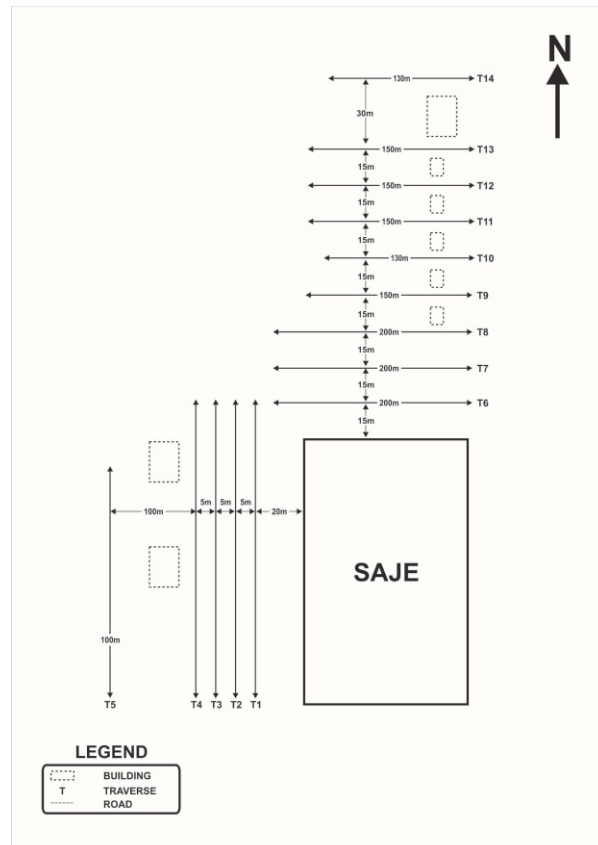 N
130m T14
30m
150m T13
15m
150m T12
15m
150m T11
15m
130m T10
15m
150m T9
15m
200m T8
15m
200m T7
15m
200m T6
15m
100m 5m 5m 5m 20m
SAJE
100m
T5 T4 T3 T2 T1
LEGEND
BUILDING
T TRAVERSE
ROAD